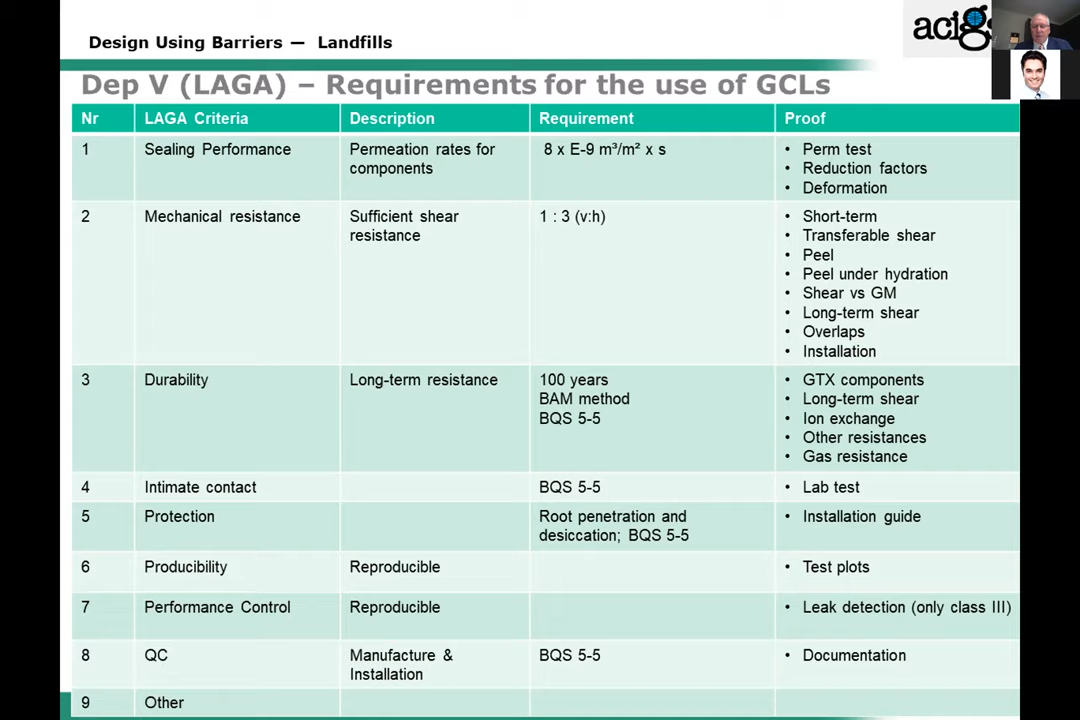 Design Using Barriers — Landfills
acigs
Dep V (LAGA) – Requirements for the use of GCLs
Nr LAGA Criteria Description Requirement Proof
1 Sealing Performance Permeation rates for components 8 x E-9 m³/m² x s • Perm test
• Reduction factors
• Deformation
2 Mechanical resistance Sufficient shear resistance 1 : 3 (v:h) • Short-term
• Transferable shear
• Peel
• Peel under hydration
• Shear vs GM
• Long-term shear
• Overlaps
• Installation
3 Durability Long-term resistance 100 years • GTX components
BAM method • Long-term shear
BQS 5-5 • Ion exchange
• Other resistances
• Gas resistance
4 Intimate contact BQS 5-5 • Lab test
5 Protection Root penetration and desiccation; BQS 5-5 • Installation guide
6 Producibility Reproducible • Test plots
7 Performance Control Reproducible • Leak detection (only class III)
8 QC Manufacture & Installation BQS 5-5 • Documentation
9 Other